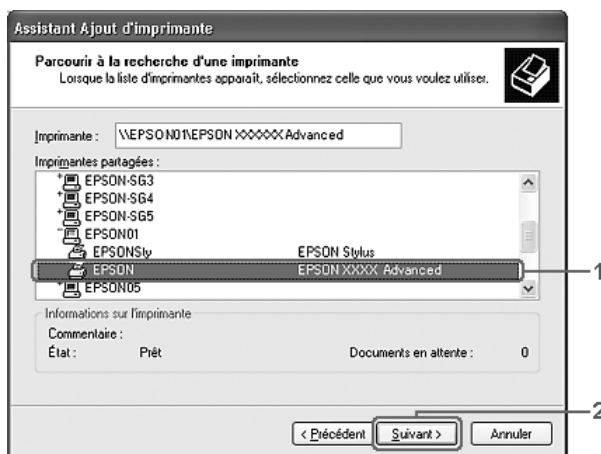 Assistant Ajout d'imprimante
Parcourir à la recherche d'une imprimante
Lorsque la liste d'imprimantes apparaît, sélectionnez celle que vous voulez utiliser.
Imprimante : \\EPSON01\EPSON XXXXXX Advanced
Imprimantes partagées :
EPSON-SG3
EPSON-SG4
EPSON-SG5
EPSON01
EPSONSty EPSON Stylus
EPSON EPSON XXXX Advanced 1
EPSON05
Informations sur l'imprimante
Commentaire :
État : Prêt Documents en attente : 0
2
< Précédent Suivant > Annuler